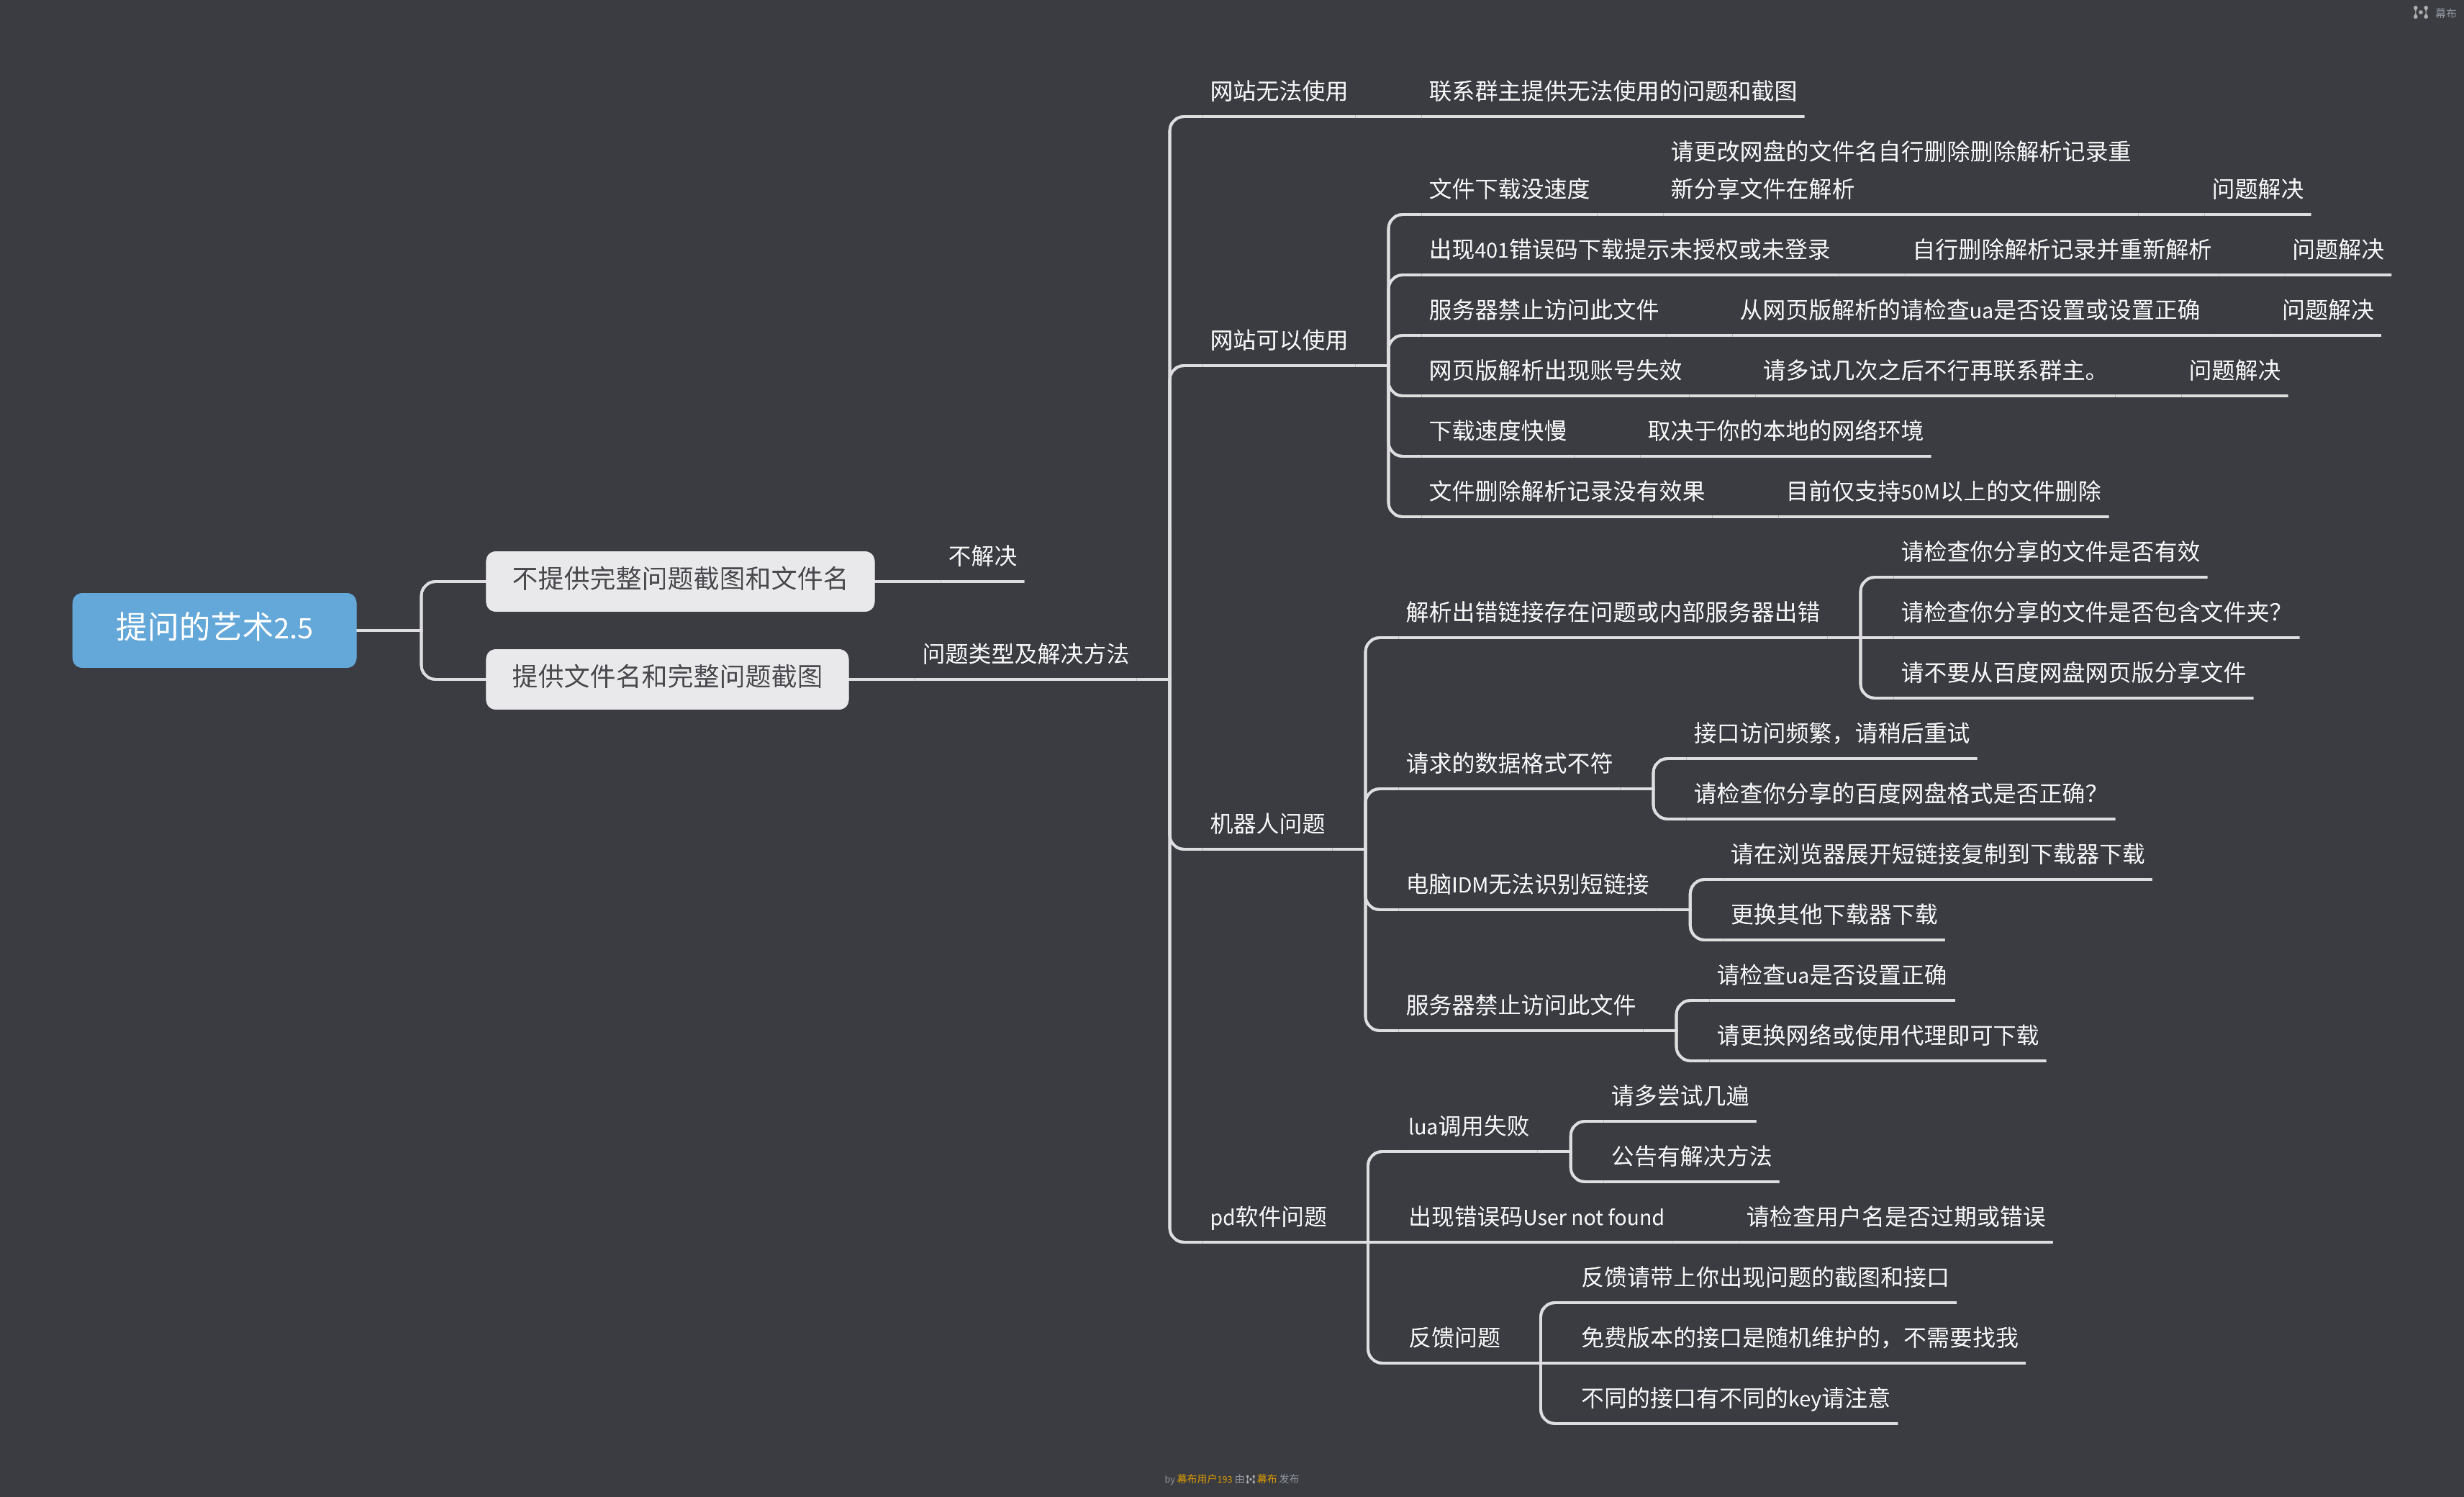 幕布
提问的艺术2.5
不提供完整问题截图和文件名
不解决
提供文件名和完整问题截图
问题类型及解决方法
网站无法使用
联系群主提供无法使用的问题和截图
网站可以使用
文件下载没速度
请更改网盘的文件名自行删除删除解析记录重
新分享文件在解析
问题解决
出现401错误码下载提示未授权或未登录
自行删除解析记录并重新解析
问题解决
服务器禁止访问此文件
从网页版解析的请检查ua是否设置或设置正确
问题解决
网页版解析出现账号失效
请多试几次之后不行再联系群主。
问题解决
下载速度快慢
取决于你的本地的网络环境
文件删除解析记录没有效果
目前仅支持50M以上的文件删除
机器人问题
解析出错链接存在问题或内部服务器出错
请检查你分享的文件是否有效
请检查你分享的文件是否包含文件夹?
请不要从百度网盘网页版分享文件
请求的数据格式不符
接口访问频繁，请稍后重试
请检查你分享的百度网盘格式是否正确?
电脑IDM无法识别短链接
请在浏览器展开短链接复制到下载器下载
更换其他下载器下载
服务器禁止访问此文件
请检查ua是否设置正确
请更换网络或使用代理即可下载
pd软件问题
lua调用失败
请多尝试几遍
公告有解决方法
出现错误码User not found
请检查用户名是否过期或错误
反馈问题
反馈请带上你出现问题的截图和接口
免费版本的接口是随机维护的，不需要找我
不同的接口有不同的key请注意
by 幕布用户193 由 幕布 发布